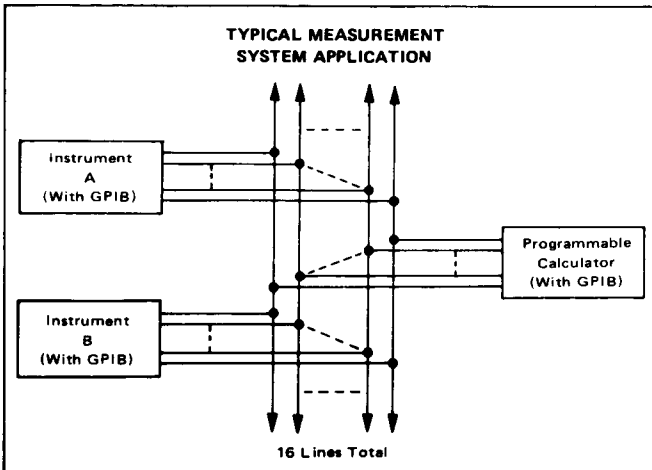 TYPICAL MEASUREMENT
SYSTEM APPLICATION
Instrument
A
(With GPIB)
Programmable
Calculator
(With GPIB)
Instrument
B
(With GPIB)
16 Lines Total